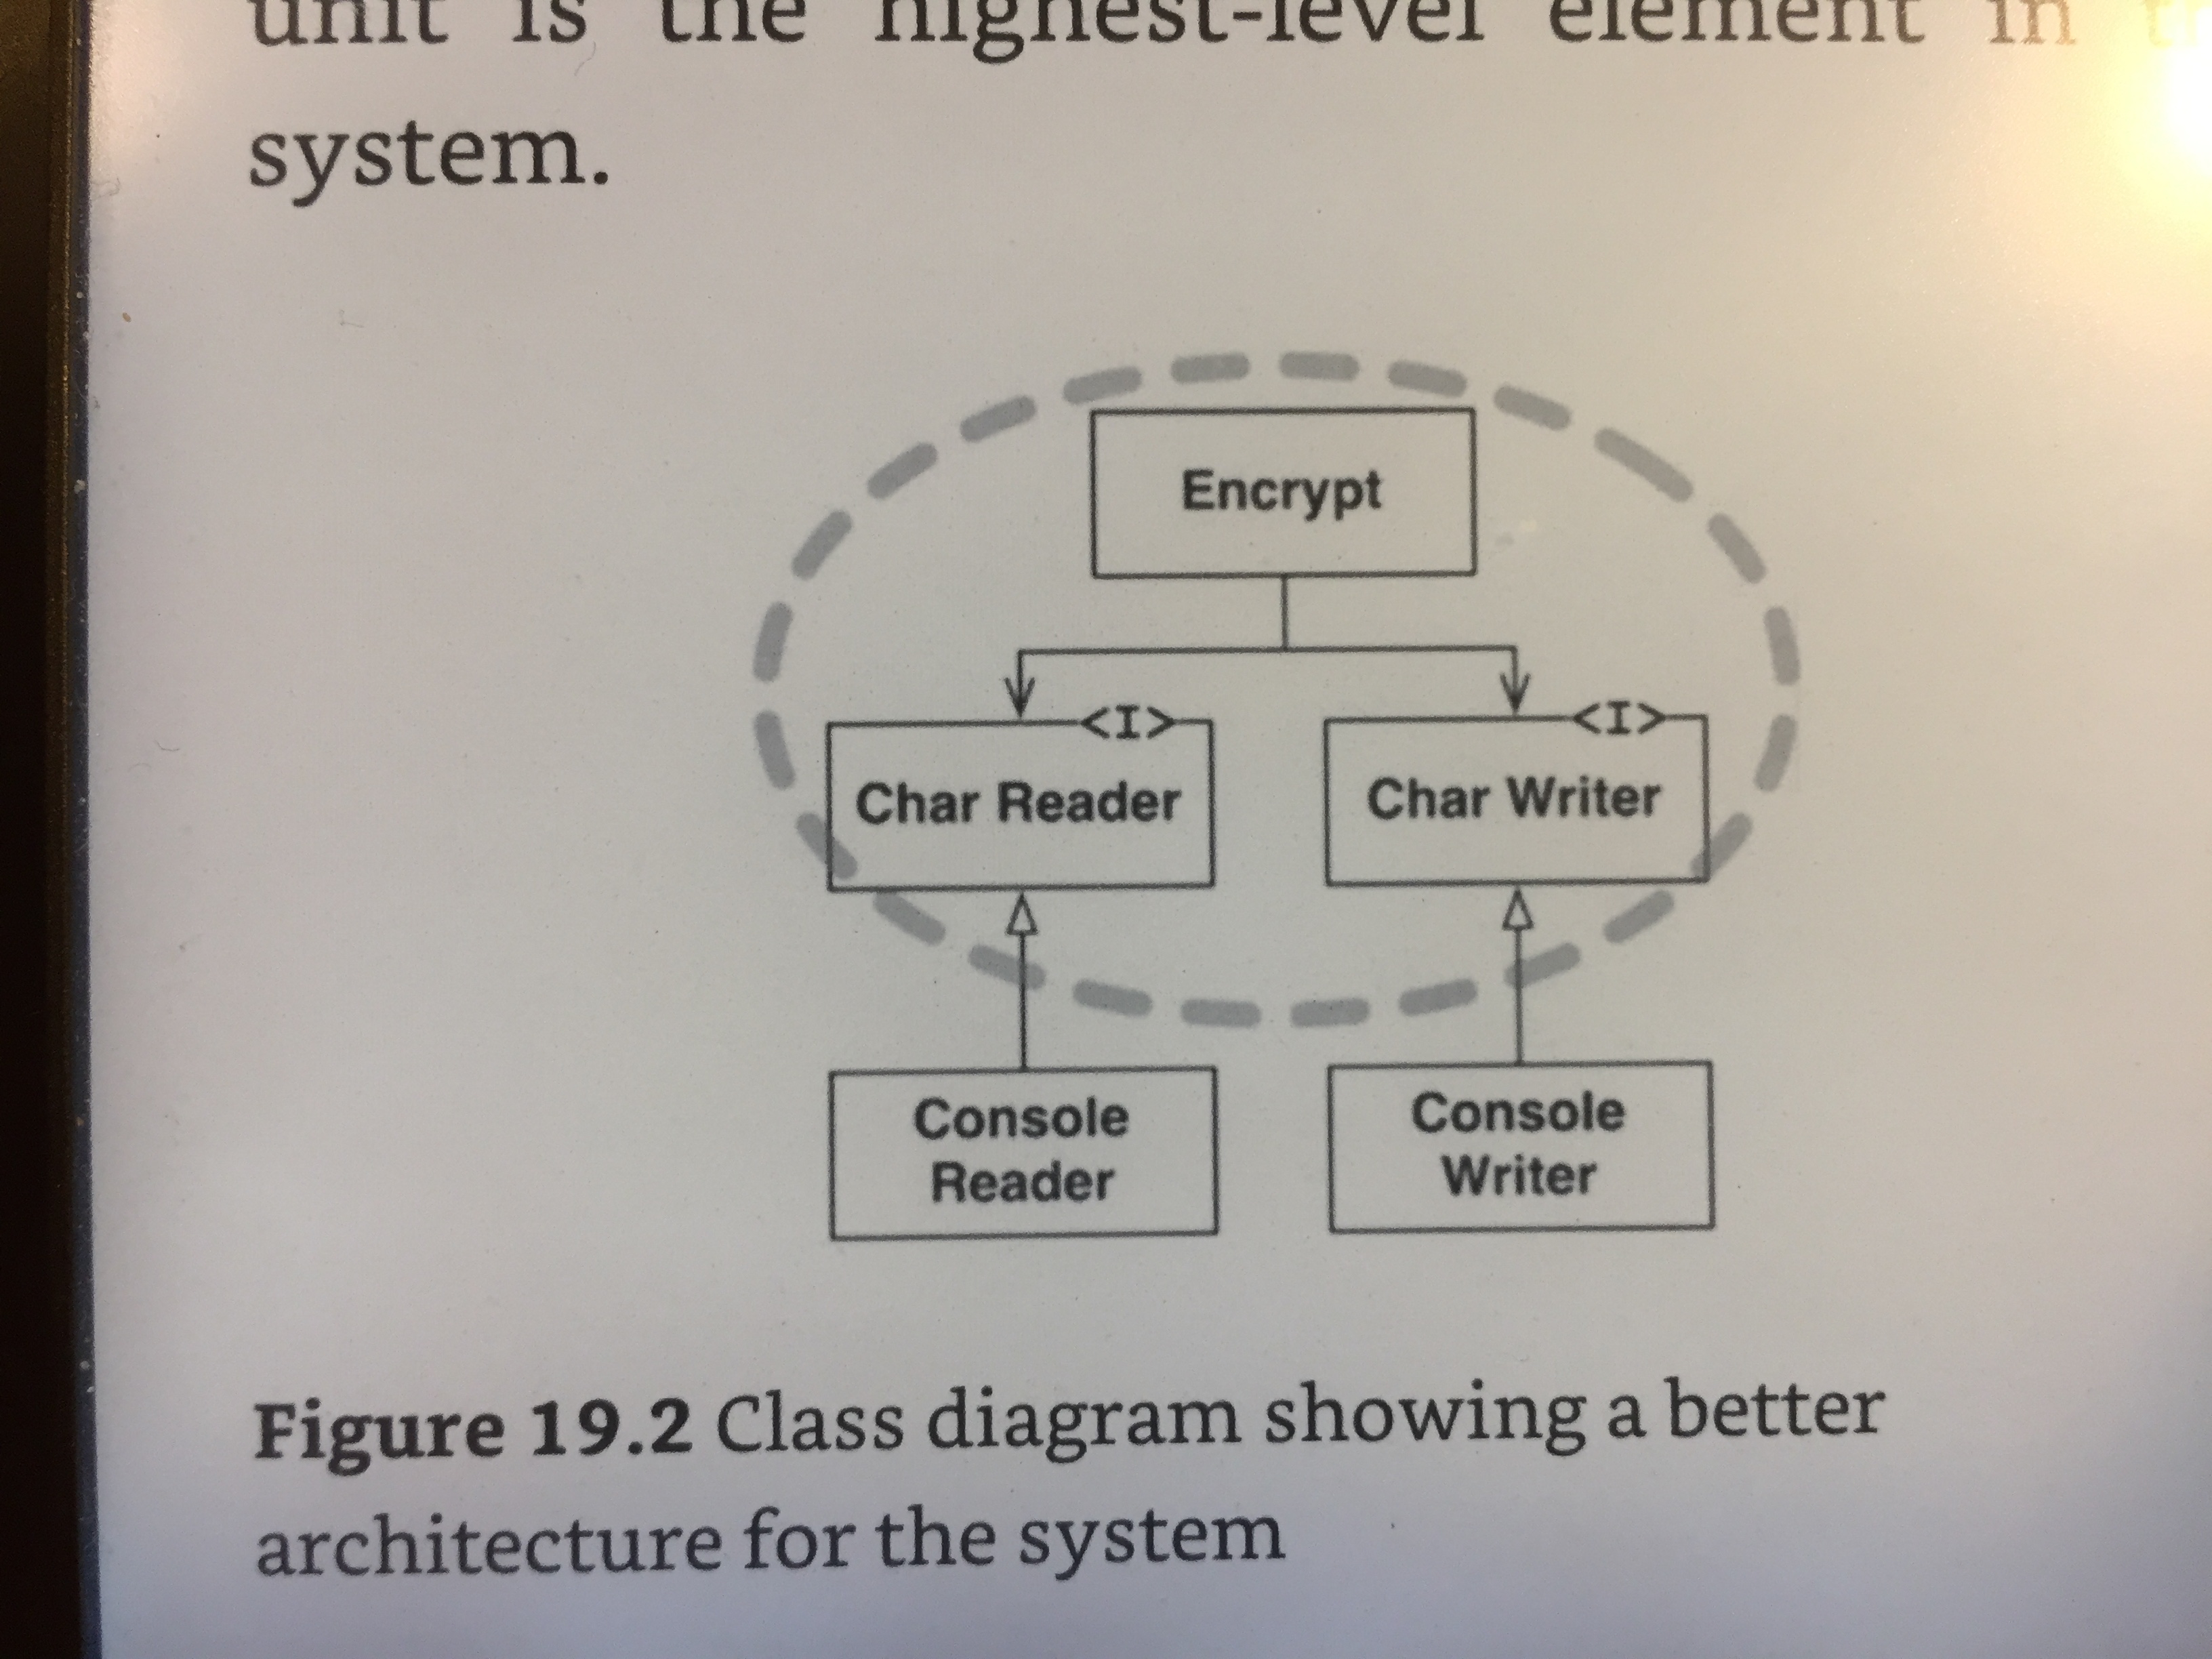 unit is the highest-level element in
system.
Encrypt
<I>
<I>
Char Reader
Char Writer
Console
Reader
Console
Writer
Figure 19.2 Class diagram showing a better
architecture for the system